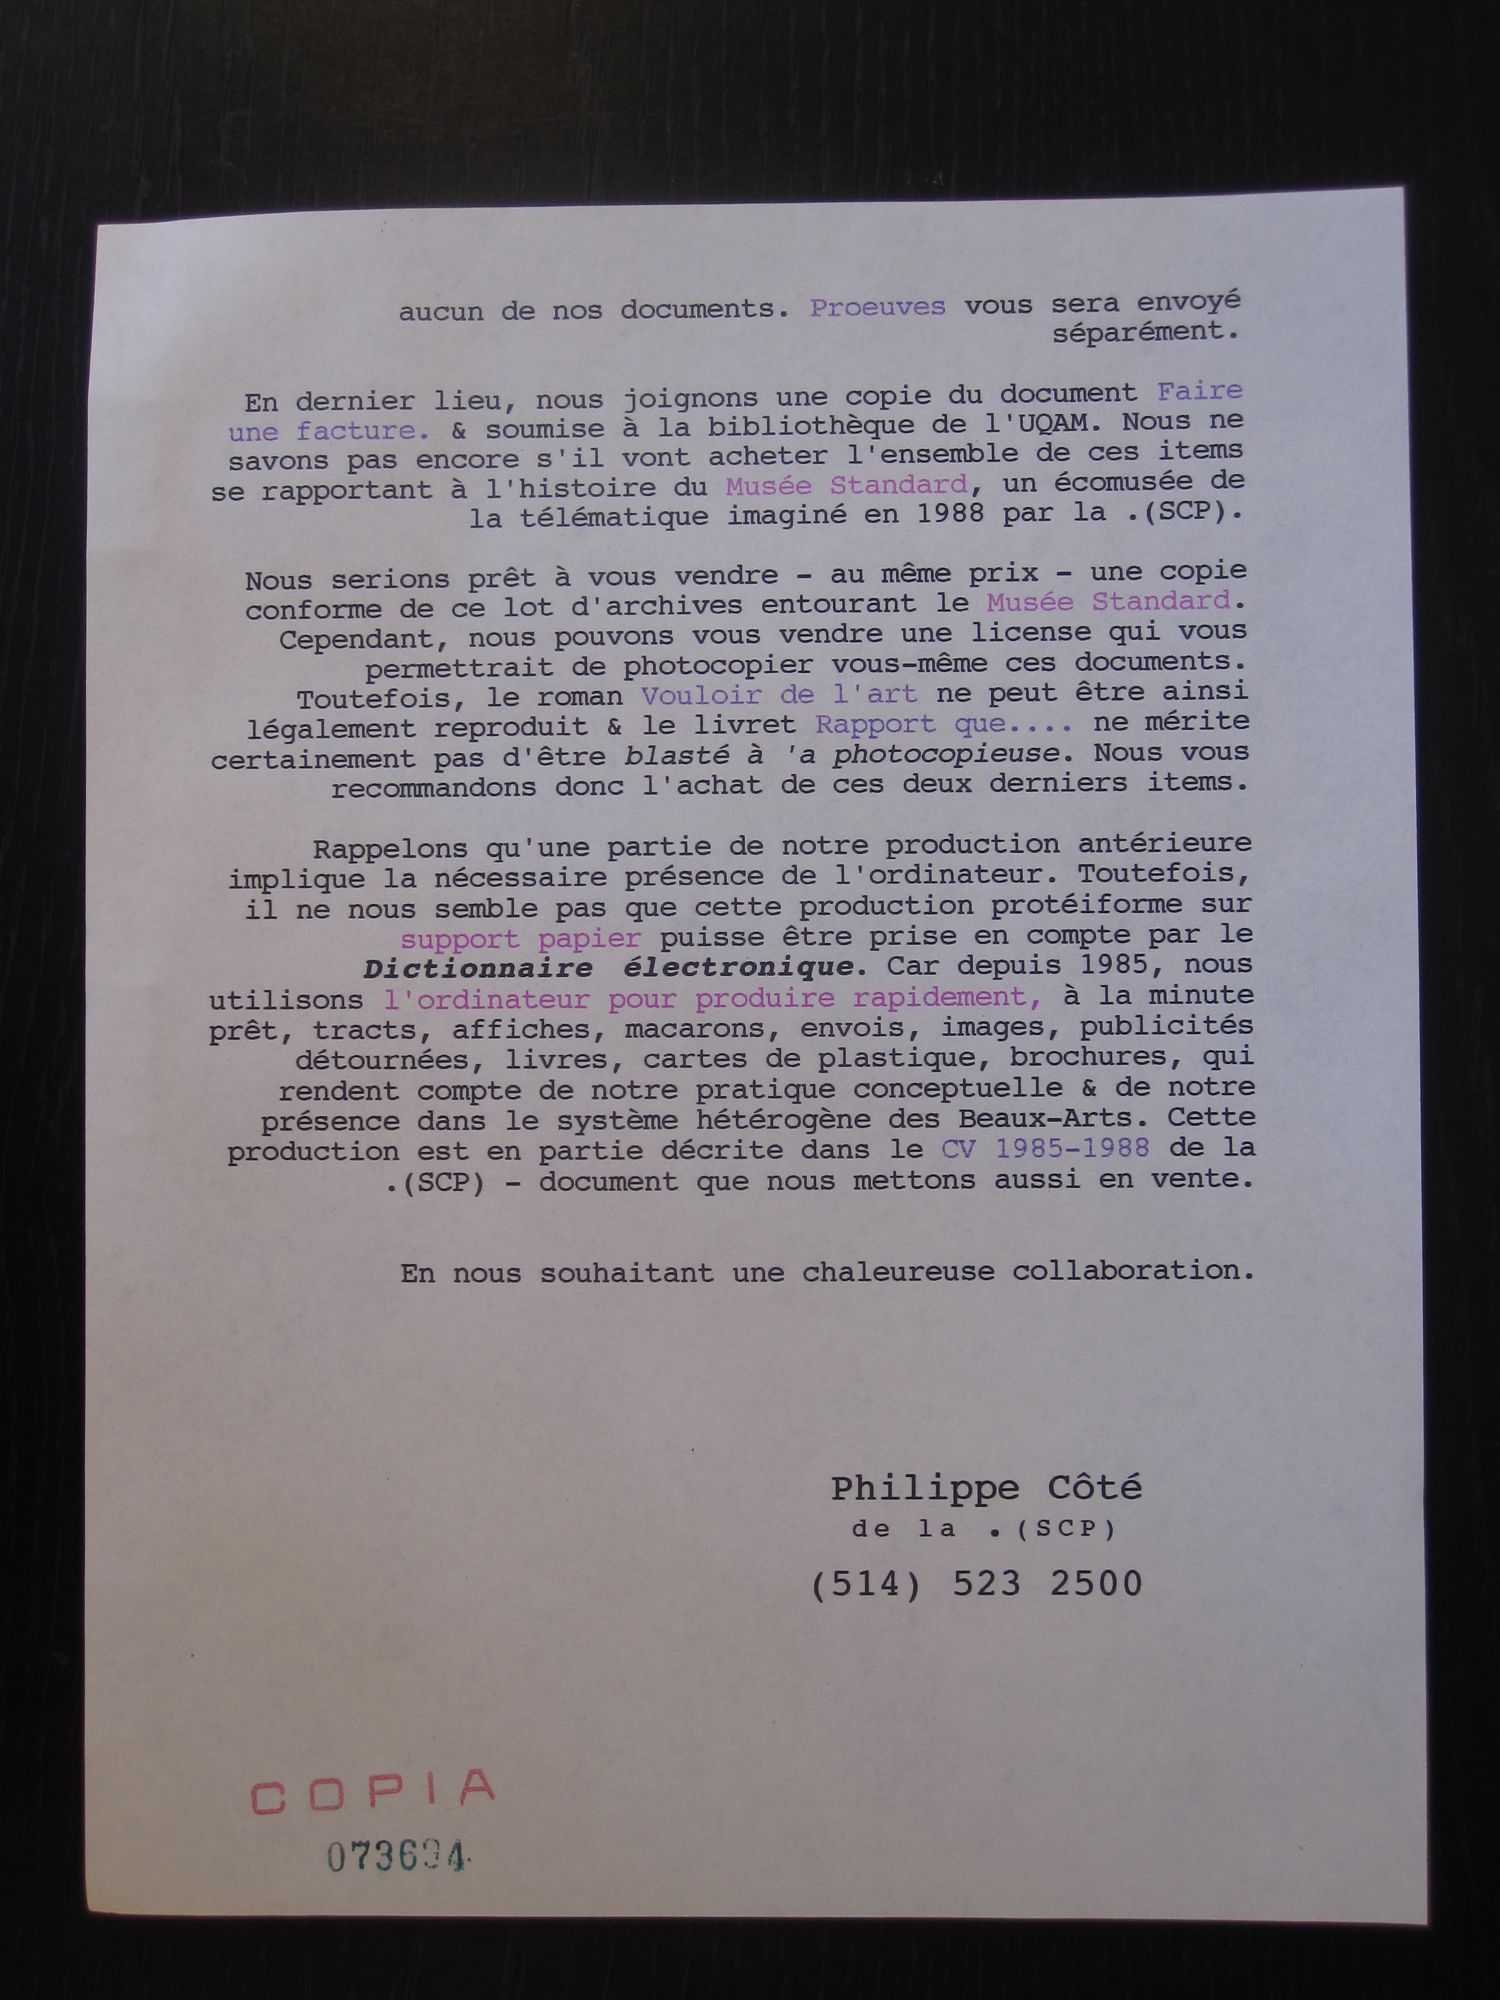 aucun de nos documents. Proeuves vous sera envoyé
séparément.
En dernier lieu, nous joignons une copie du document Faire
une facture. & soumise à la bibliothèque de l'UQAM. Nous ne
savons pas encore s'il vont acheter l'ensemble de ces items
se rapportant à l'histoire du Musée Standard, un écomusée de
la télématique imaginé en 1988 par la .(SCP).
Nous serions prêt à vous vendre - au même prix - une copie
conforme de ce lot d'archives entourant le Musée Standard.
Cependant, nous pouvons vous vendre une license qui vous
permettrait de photocopier vous-même ces documents.
Toutefois, le roman Vouloir de l'art ne peut être ainsi
légalement reproduit & le livret Rapport que.... ne mérite
certainement pas d'être blasté à 'a photocopieuse. Nous vous
recommandons donc l'achat de ces deux derniers items.
Rappelons qu'une partie de notre production antérieure
implique la nécessaire présence de l'ordinateur. Toutefois,
il ne nous semble pas que cette production protéiforme sur
support papier puisse être prise en compte par le
Dictionnaire électronique. Car depuis 1985, nous
utilisons l'ordinateur pour produire rapidement, à la minute
prêt, tracts, affiches, macarons, envois, images, publicités
détournées, livres, cartes de plastique, brochures, qui
rendent compte de notre pratique conceptuelle & de notre
présence dans le système hétérogène des Beaux-Arts. Cette
production est en partie décrite dans le CV 1985-1988 de la
.(SCP) - document que nous mettons aussi en vente.
En nous souhaitant une chaleureuse collaboration.
Philippe Côté
de la .(SCP)
(514) 523 2500
COPIA